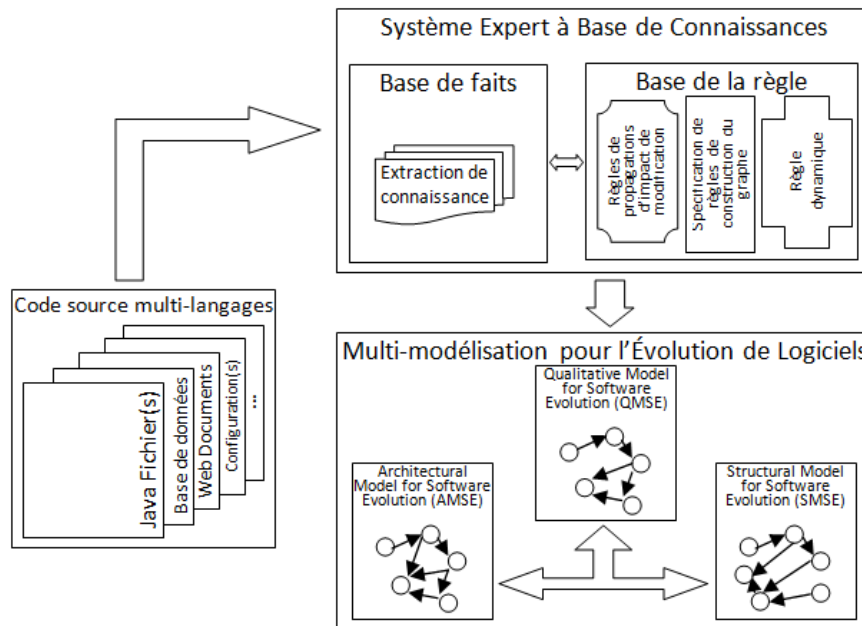 Système Expert à Base de Connaissances
Base de faits
Extraction de
connaissance
Base de la règle
Règles de
propagations
d'impact de
modification
Spécification de
règles de
construction du
graphe
Règle
dynamique
Code source multi-langages
Java Fichier(s)
Base de données
Web Documents
Configuration(s)
...
Multi-modélisation pour l'Évolution de Logiciels
Qualitative Model
for Software
Evolution (QMSE)
Architectural
Model for Software
Evolution (AMSE)
Structural Model
for Software
Evolution (SMSE)